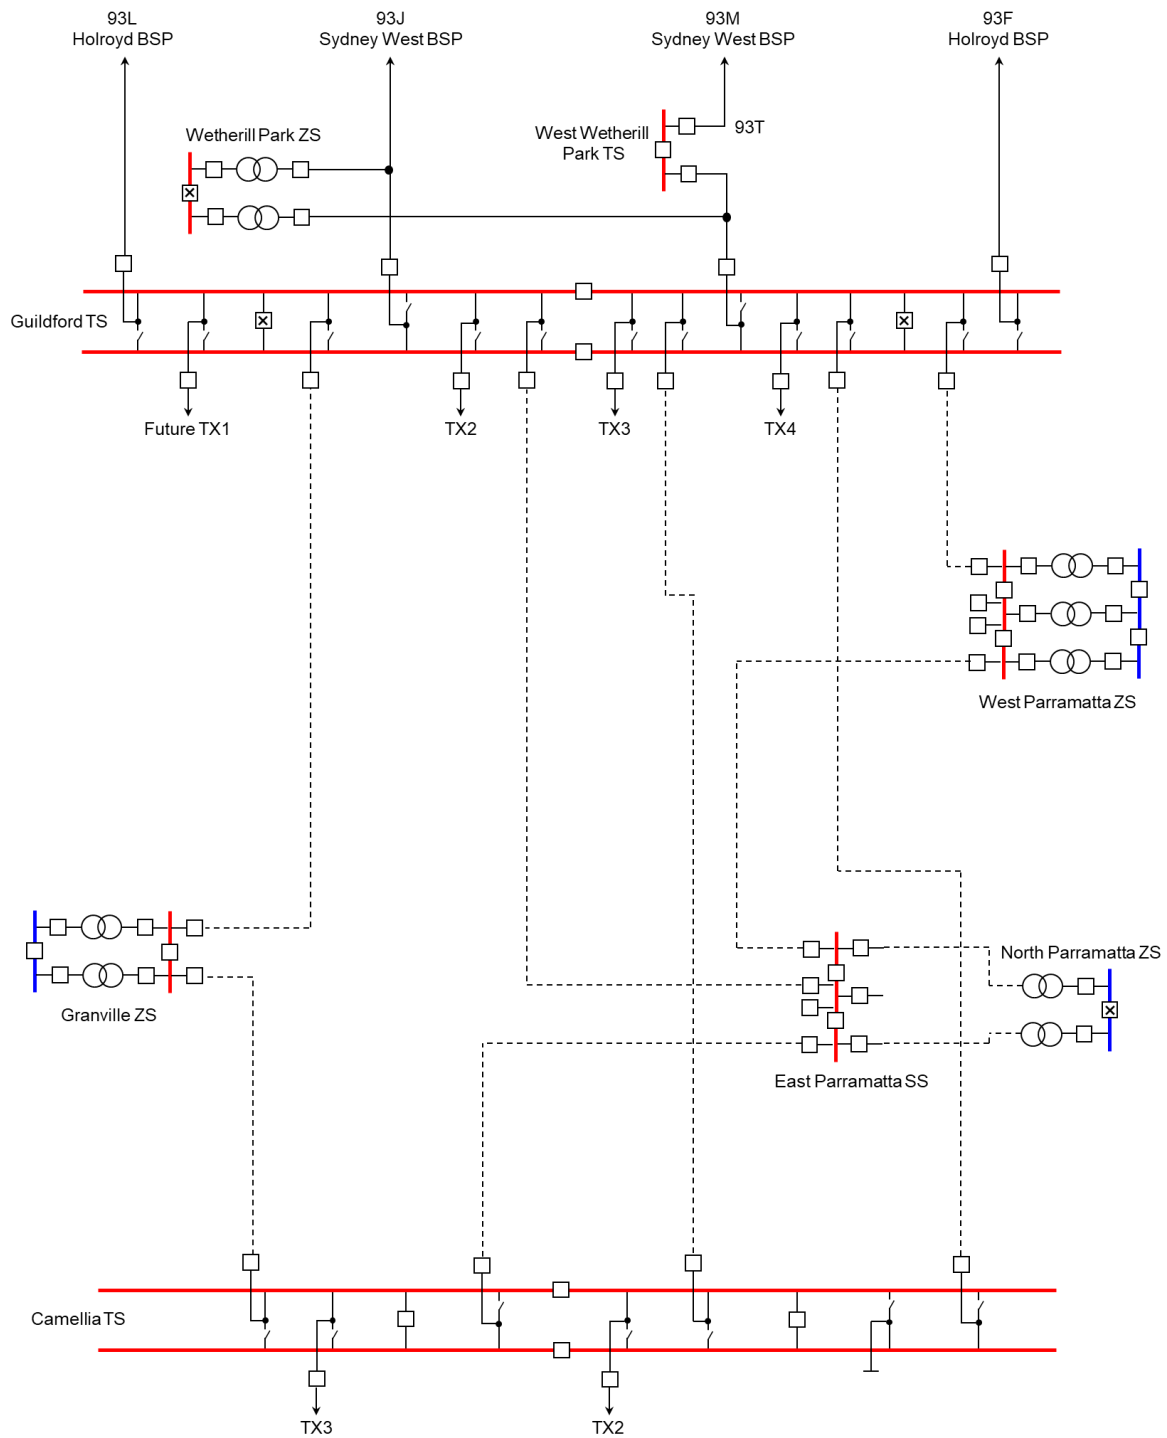 93L
Holroyd BSP
93J
Sydney West BSP
93M
Sydney West BSP
93F
Holroyd BSP
Wetherill Park ZS
West Wetherill
Park TS
93T
Guildford TS
Future TX1
TX2
TX3
TX4
West Parramatta ZS
Granville ZS
North Parramatta ZS
East Parramatta SS
Camellia TS
TX3
TX2